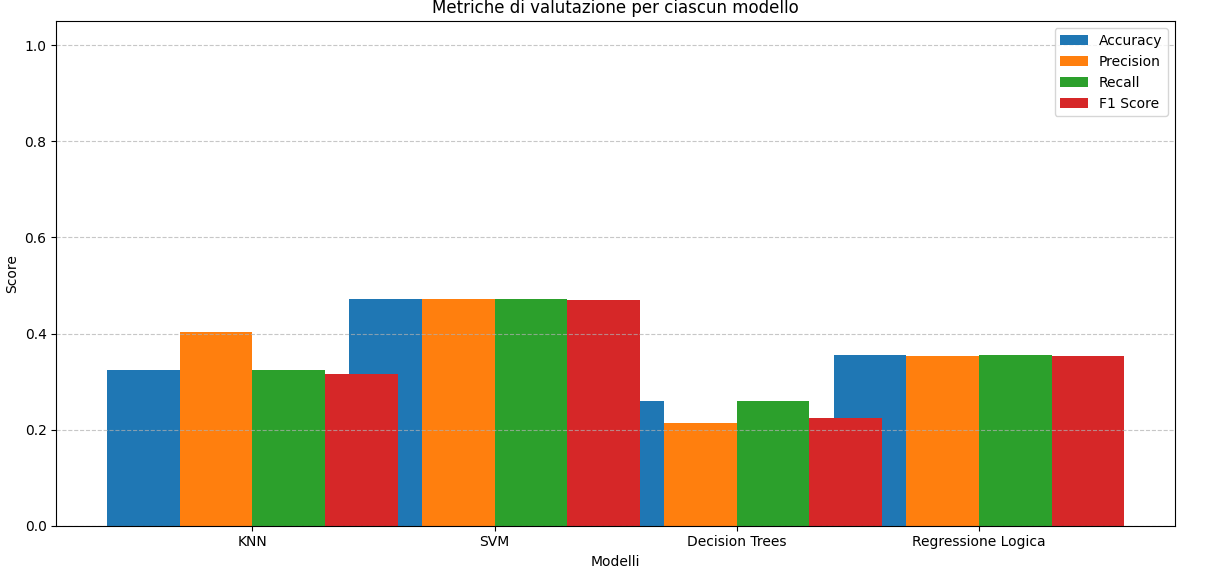 Metriche di valutazione per ciascun modello
1.0
0.8
0.6
0.4
0.2
0.0
Score
Accuracy
Precision
Recall
F1 Score
KNN
SVM
Decision Trees
Regressione Logica
Modelli